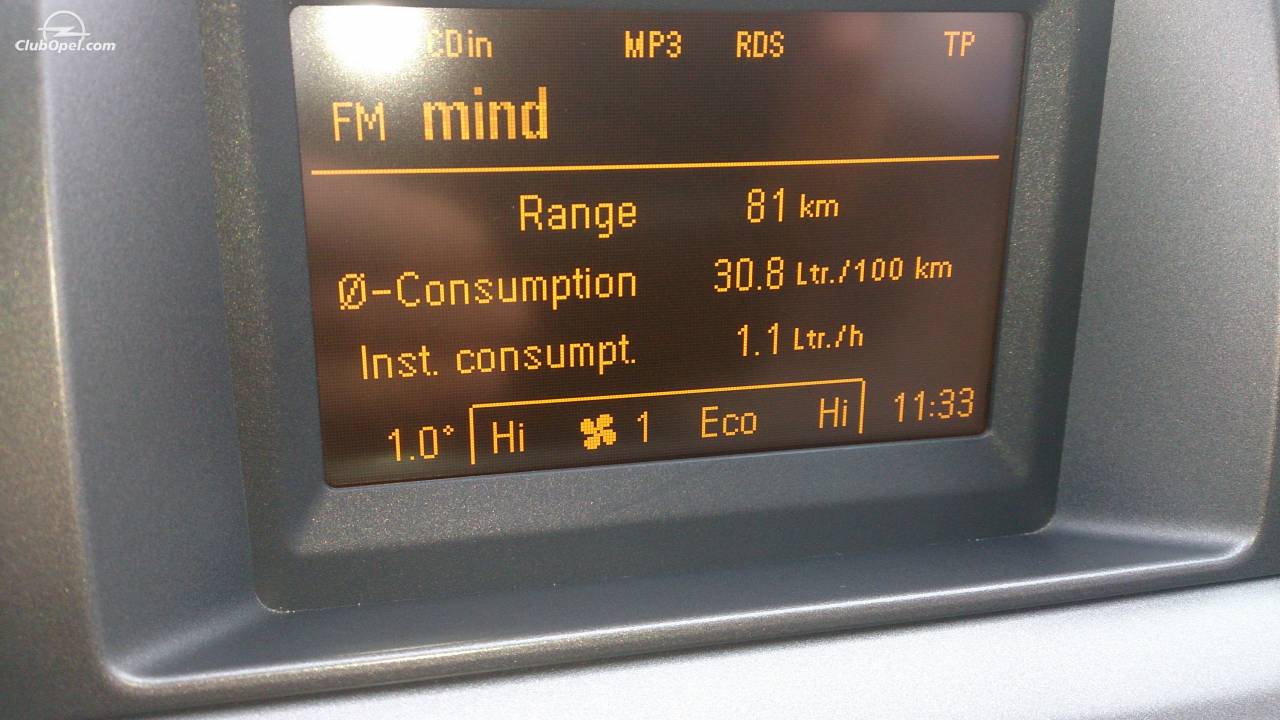 ClubOpel.com
CDin MP3 RDS TP
FM mind
Range 81 km
Ø-Consumption 30.8 Ltr./100 km
Inst. consumpt. 1.1 Ltr./h
1.0° Hi 1 Eco Hi 11:33